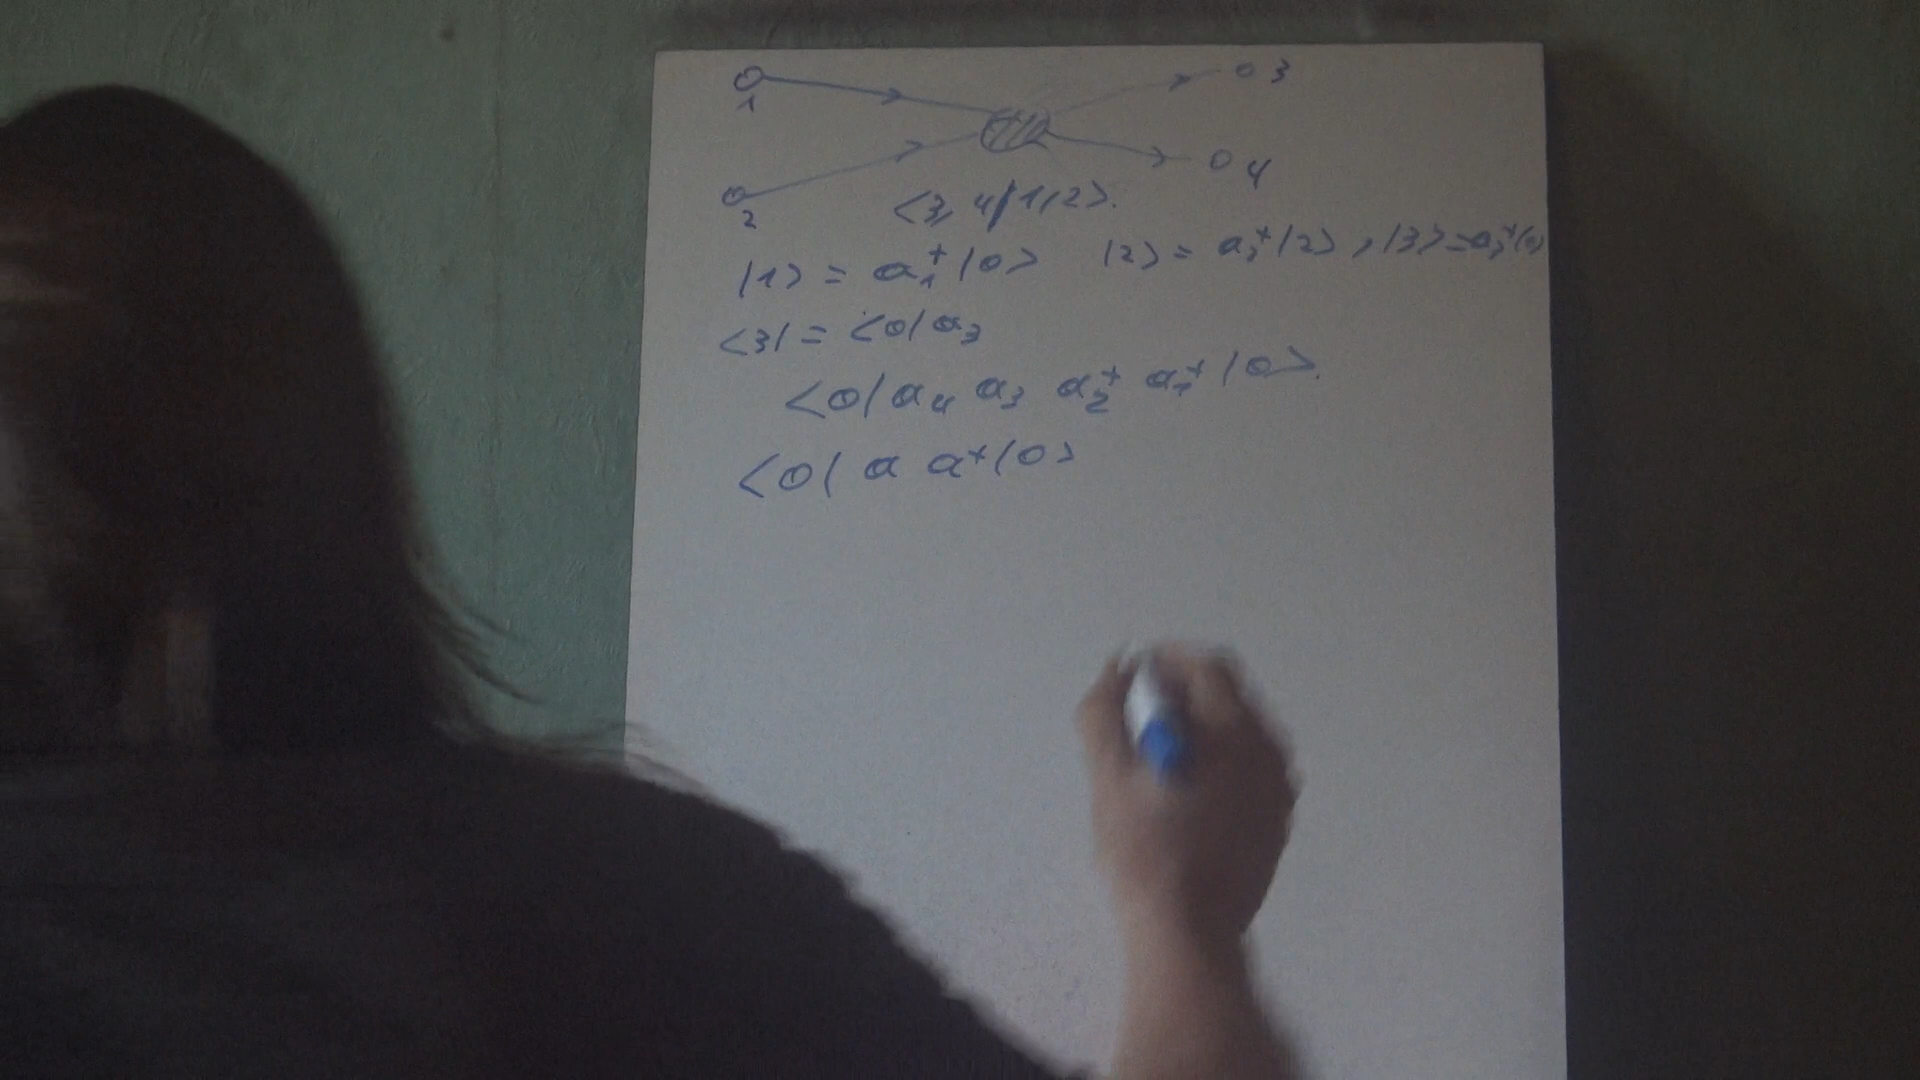 1 3
2 4
<3, 4|1,2>.
|1> = a₁⁺|0> |2> = a₂⁺|2>, |3> = a₃⁺|0>
<3| = <0|a₃
<0|a₄ a₃ a₂⁺ a₁⁺|0>.
<0| a a⁺|0>